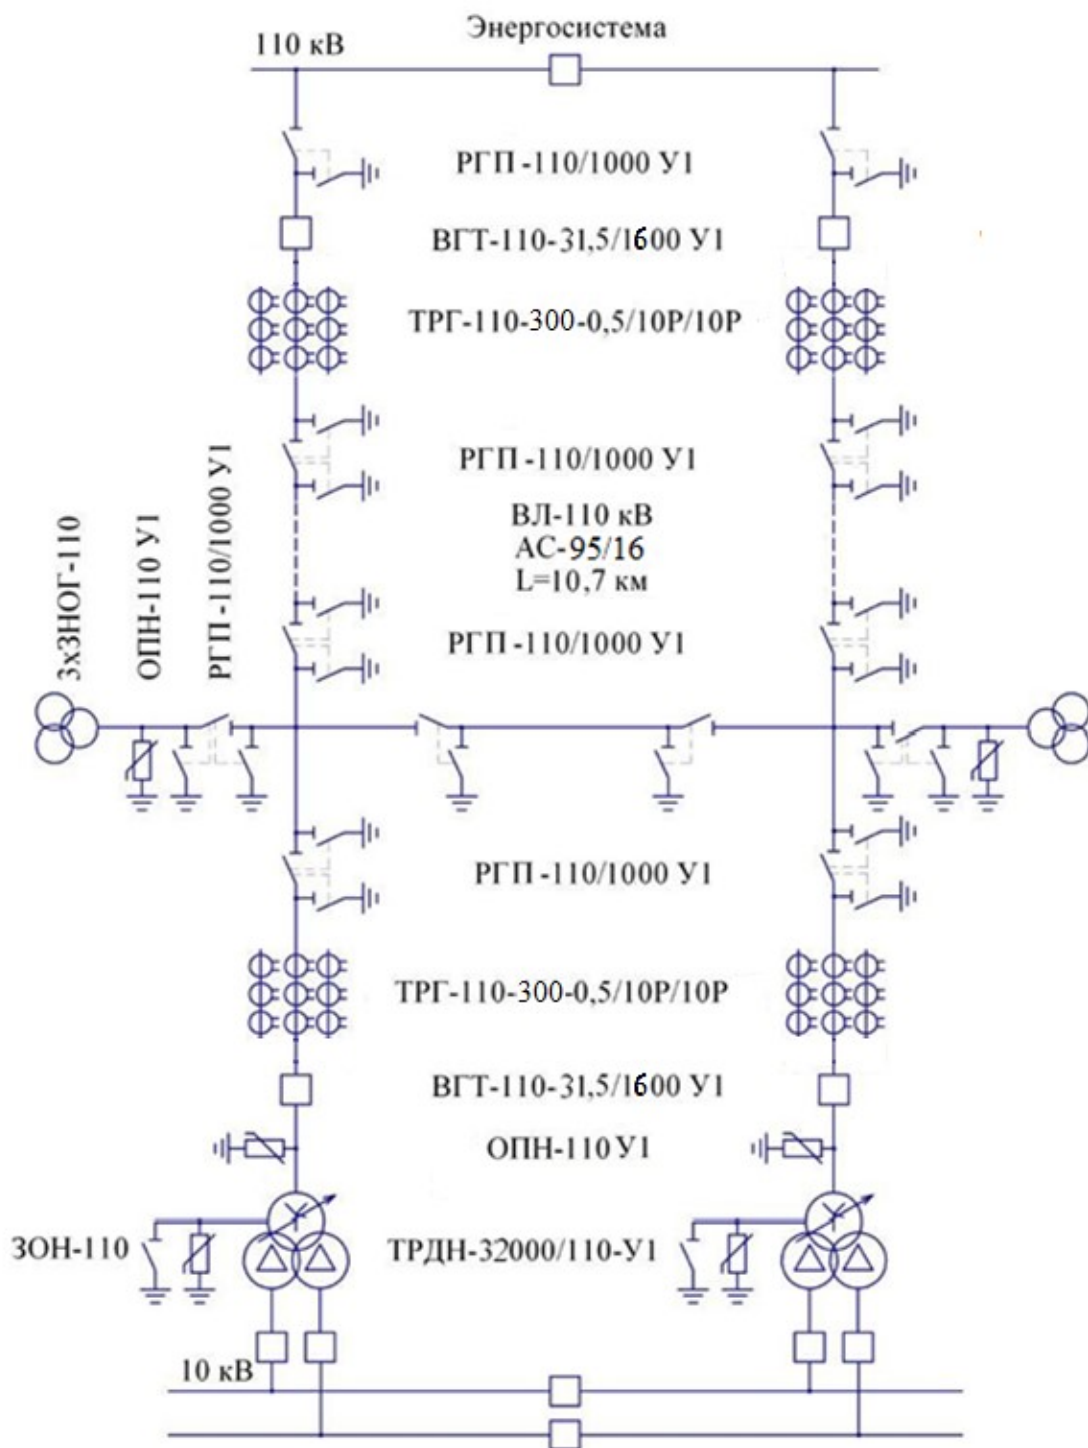 Энергосистема
110 кВ
РГП -110/1000 У1
ВГТ-110-31,5/1600 У1
ТРГ-110-300-0,5/10Р/10Р
РГП -110/1000 У1
ВЛ-110 кВ
АС-95/16
L=10,7 км
РГП -110/1000 У1
3хЗНОГ-110
ОПН-110 У1
РГП -110/1000 У1
РГП -110/1000 У1
ТРГ-110-300-0,5/10Р/10Р
ВГТ-110-31,5/1600 У1
ОПН-110 У1
ЗОН-110
ТРДН-32000/110-У1
10 кВ